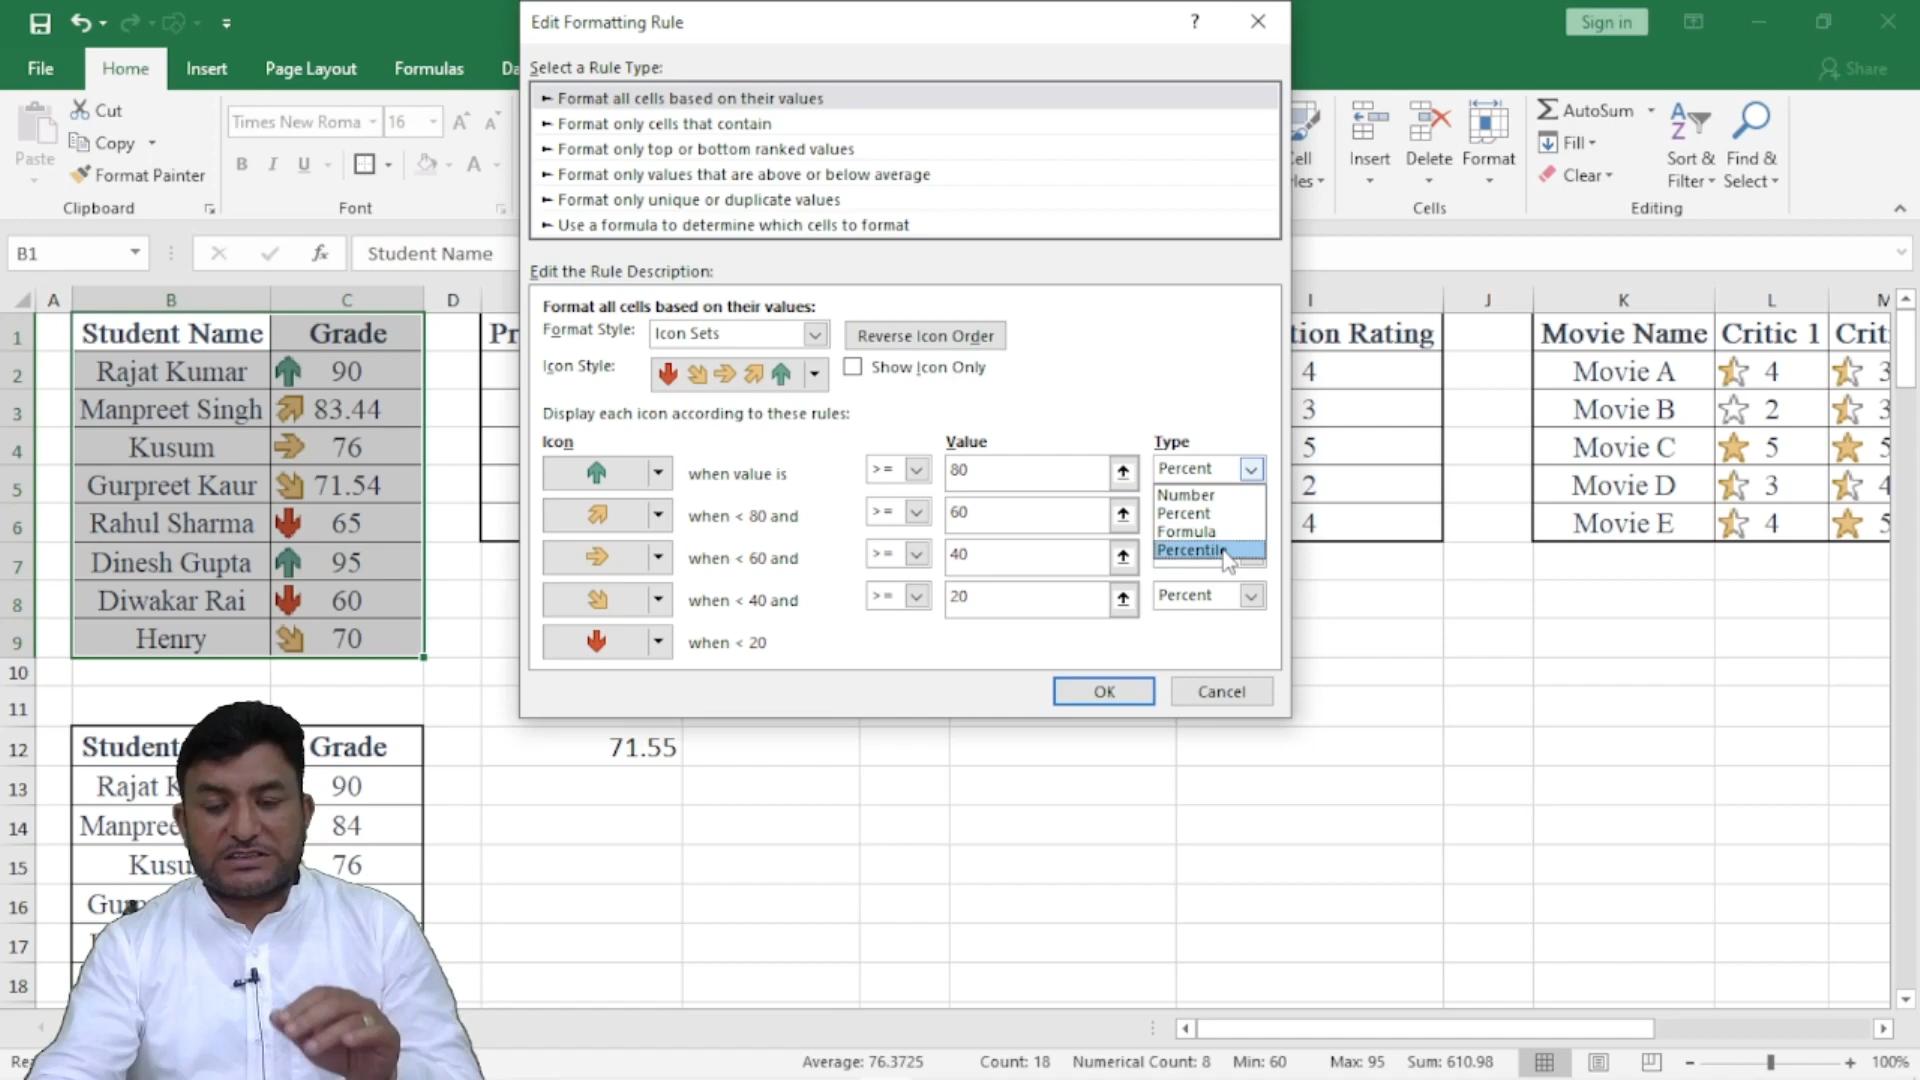 Edit Formatting Rule
?
Sign in
File
Home
Insert
Page Layout
Formulas
Share
Select a Rule Type:
Format all cells based on their values
Format only cells that contain
Format only top or bottom ranked values
Format only values that are above or below average
Format only unique or duplicate values
Use a formula to determine which cells to format
Paste
Cut
Copy
Format Painter
Clipboard
Times New Roma
16
B I U
Font
Insert
Delete
Format
Cells
AutoSum
Fill
Clear
Sort & Filter
Find & Select
Editing
B1
fx
Student Name
Edit the Rule Description:
Format all cells based on their values:
Format Style: Icon Sets
Reverse Icon Order
Icon Style:
Show Icon Only
Display each icon according to these rules:
Icon Value Type
when value is >= 80 Percent
when < 80 and >= 60
when < 60 and >= 40
when < 40 and >= 20 Percent
when < 20
Number
Percent
Formula
Percentile
OK
Cancel
A B C D I J K L M
1 Student Name Grade
2 Rajat Kumar 90
3 Manpreet Singh 83.44
4 Kusum 76
5 Gurpreet Kaur 71.54
6 Rahul Sharma 65
7 Dinesh Gupta 95
8 Diwakar Rai 60
9 Henry 70
10
11
12 Student Grade 71.55
13 Rajat 90
14 84
15 76
16
17
18
Rating
4
3
5
2
4
Movie Name Critic 1
Movie A 4 3
Movie B 2 3
Movie C 5 5
Movie D 3 4
Movie E 4 5
Average: 76.3725
Count: 18
Numerical Count: 8
Min: 60
Max: 95
Sum: 610.98
100%